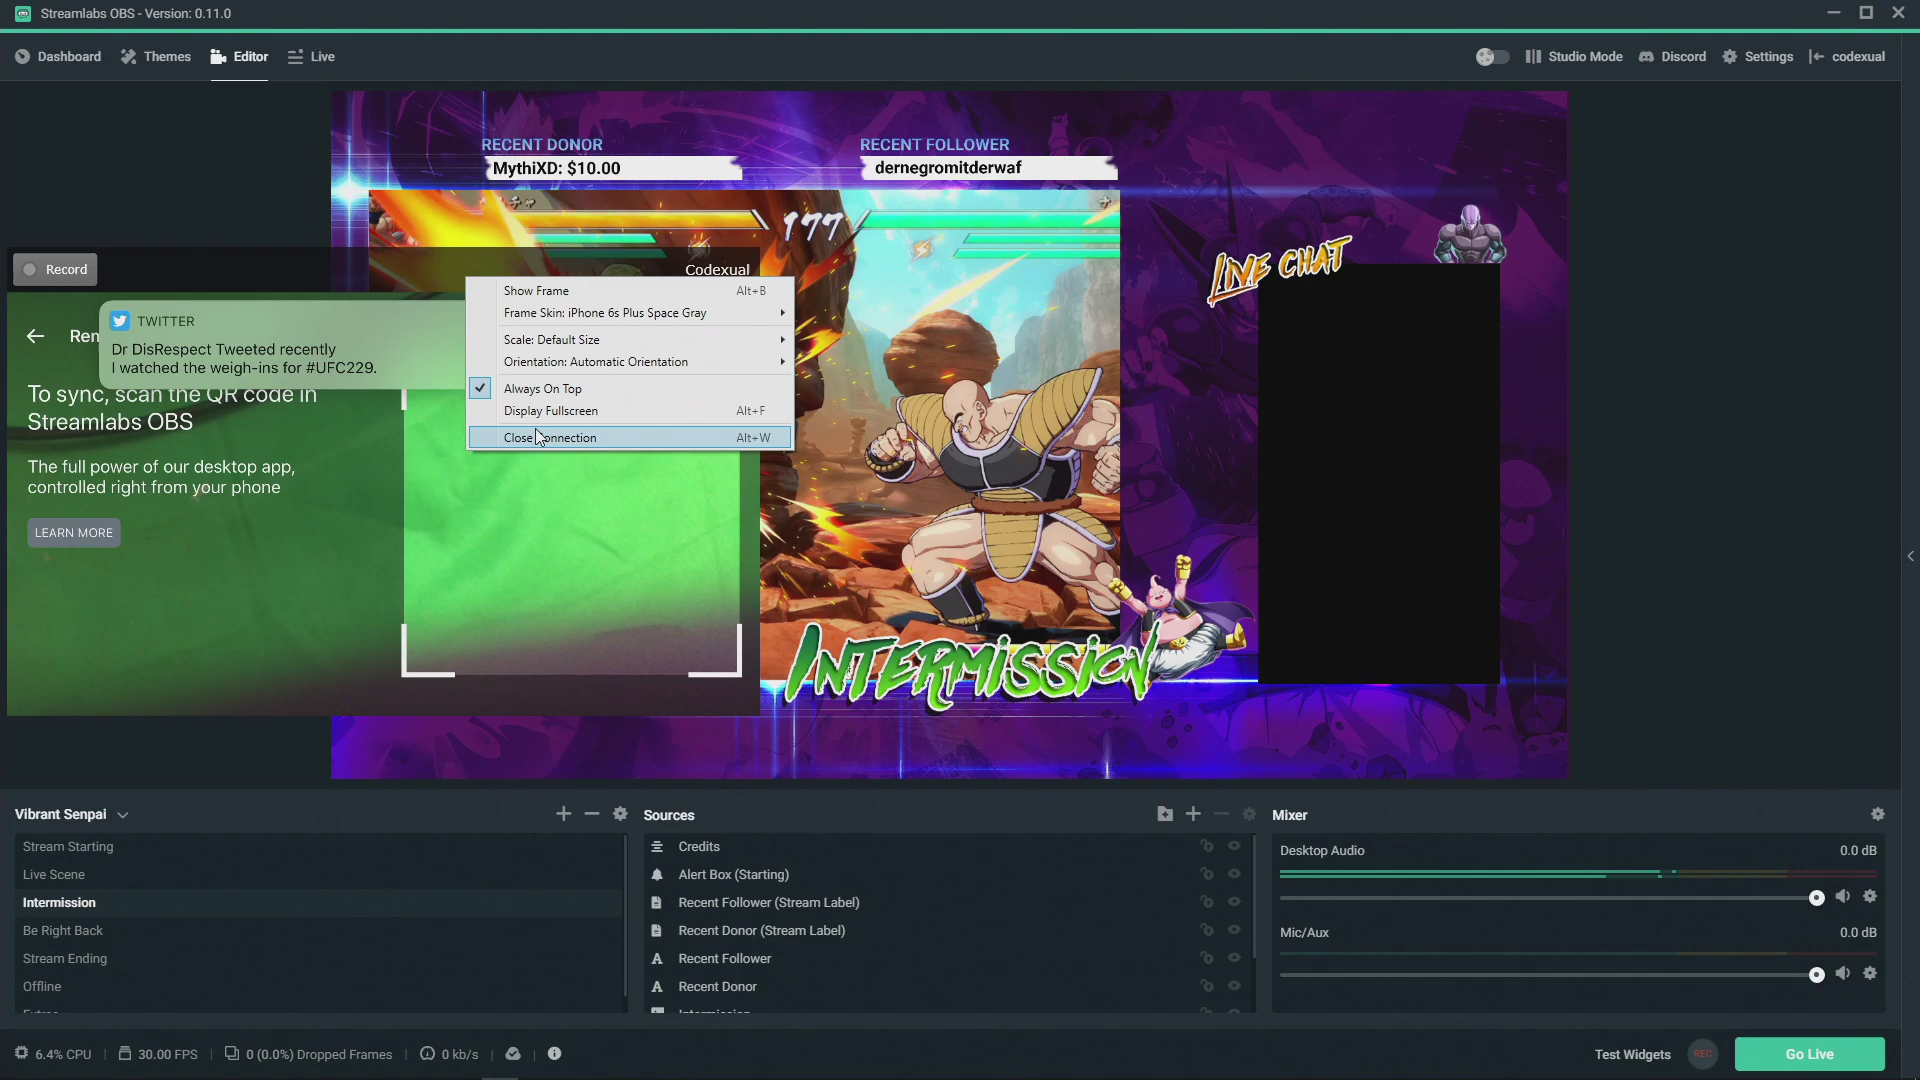 Streamlabs OBS - Version: 0.11.0
Dashboard
Themes
Editor
Live
Studio Mode
Discord
Settings
codexual
RECENT DONOR
MythiXD: $10.00
RECENT FOLLOWER
dernegromitderwaf
177
LIVE CHAT
Record
Codexual
Ren
TWITTER
Dr DisRespect Tweeted recently
I watched the weigh-ins for #UFC229.
To sync, scan the QR code in
Streamlabs OBS
The full power of our desktop app,
controlled right from your phone
LEARN MORE
Show Frame Alt+B
Frame Skin: iPhone 6s Plus Space Gray
Scale: Default Size
Orientation: Automatic Orientation
Always On Top
Display Fullscreen Alt+F
Close Connection Alt+W
INTERMISSION
Vibrant Senpai
Stream Starting
Live Scene
Intermission
Be Right Back
Stream Ending
Offline
Sources
Credits
Alert Box (Starting)
Recent Follower (Stream Label)
Recent Donor (Stream Label)
Recent Follower
Recent Donor
Intermission
Mixer
Desktop Audio 0.0 dB
Mic/Aux 0.0 dB
6.4% CPU
30.00 FPS
0 (0.0%) Dropped Frames
0 kb/s
Test Widgets
REC
Go Live